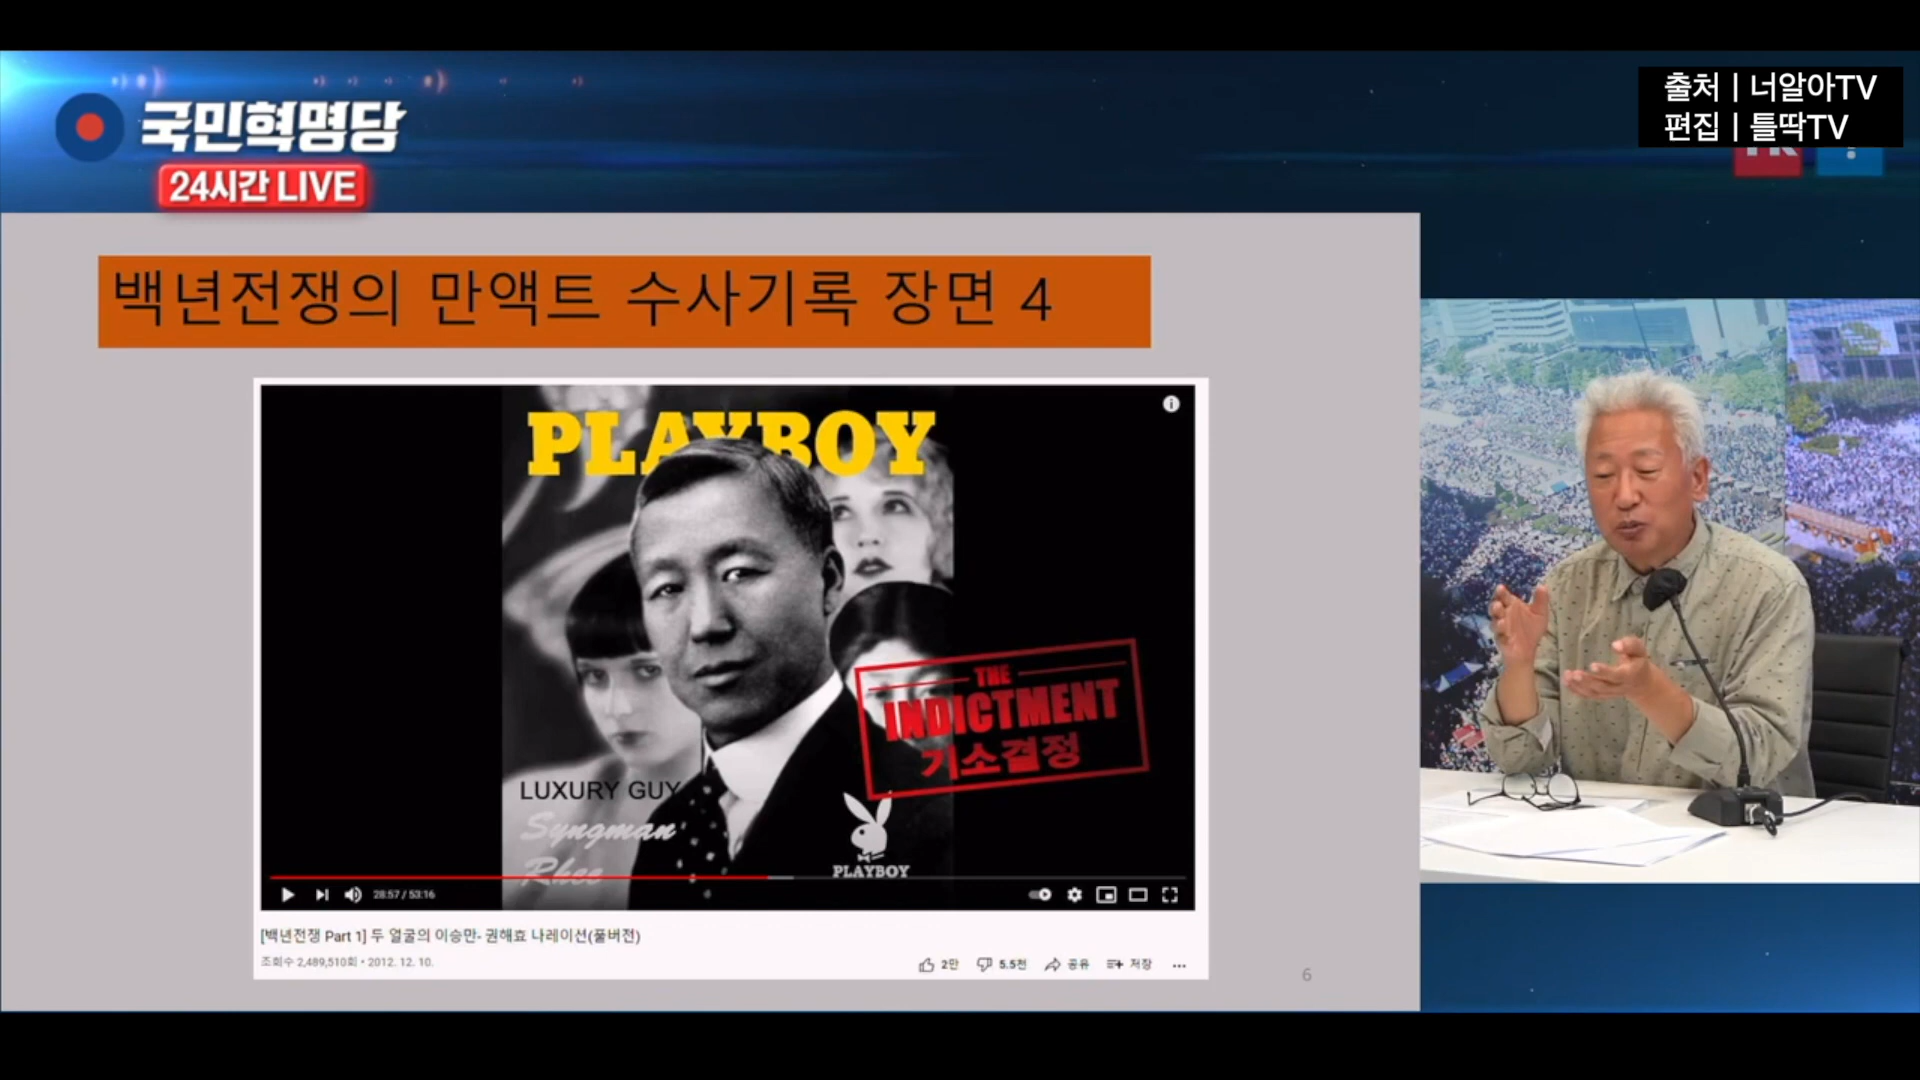 국민혁명당
24시간 LIVE
출처 | 너알아TV
편집 | 틀딱TV
백년전쟁의 만액트 수사기록 장면 4
PLAYBOY
THE
INDICTMENT
기소결정
LUXURY GUY
Syngman
Rhee
PLAYBOY
28:57 / 53:16
[백년전쟁 Part 1] 두 얼굴의 이승만- 권해효 나레이션(풀버전)
조회수 2,489,510회 • 2012. 12. 10.
2만 5.5천 공유 저장
6